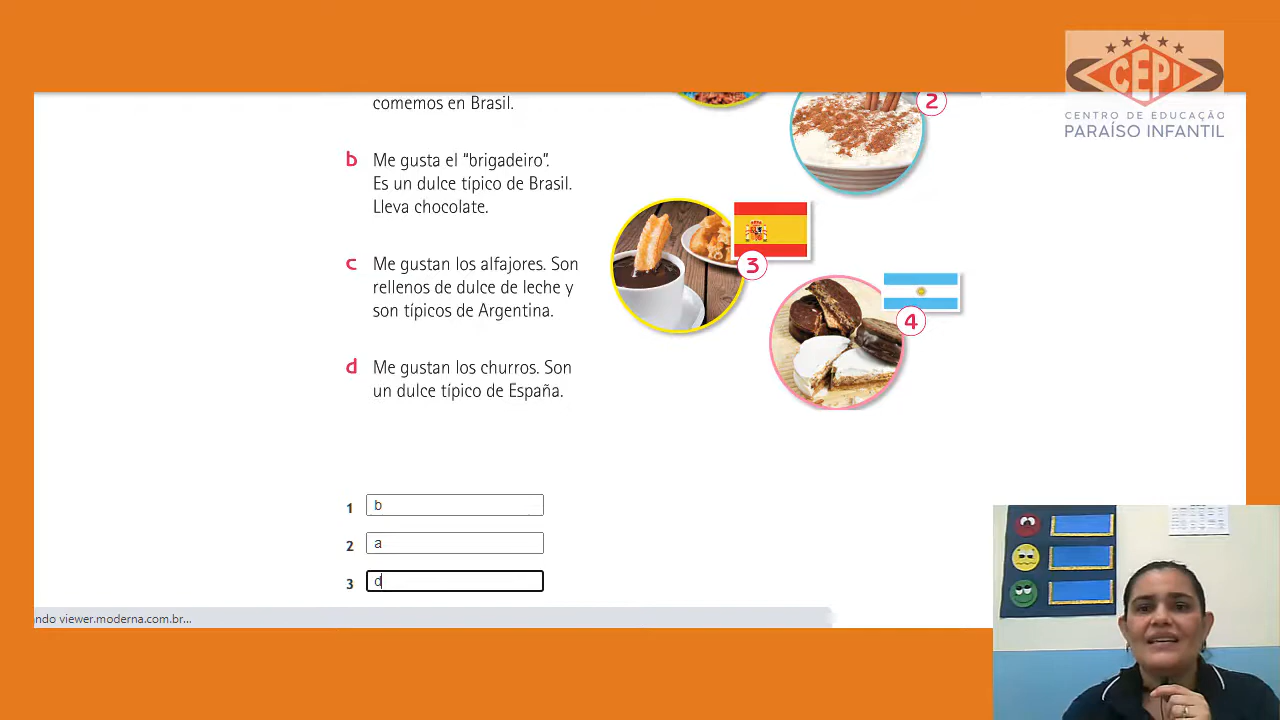 CEPI
CENTRO DE EDUCAÇÃO
PARAÍSO INFANTIL
comemos en Brasil.
2
b Me gusta el “brigadeiro”.
Es un dulce típico de Brasil.
Lleva chocolate.
3
c Me gustan los alfajores. Son
rellenos de dulce de leche y
son típicos de Argentina.
4
d Me gustan los churros. Son
un dulce típico de España.
1 b
2 a
3 d
ndo viewer.moderna.com.br...